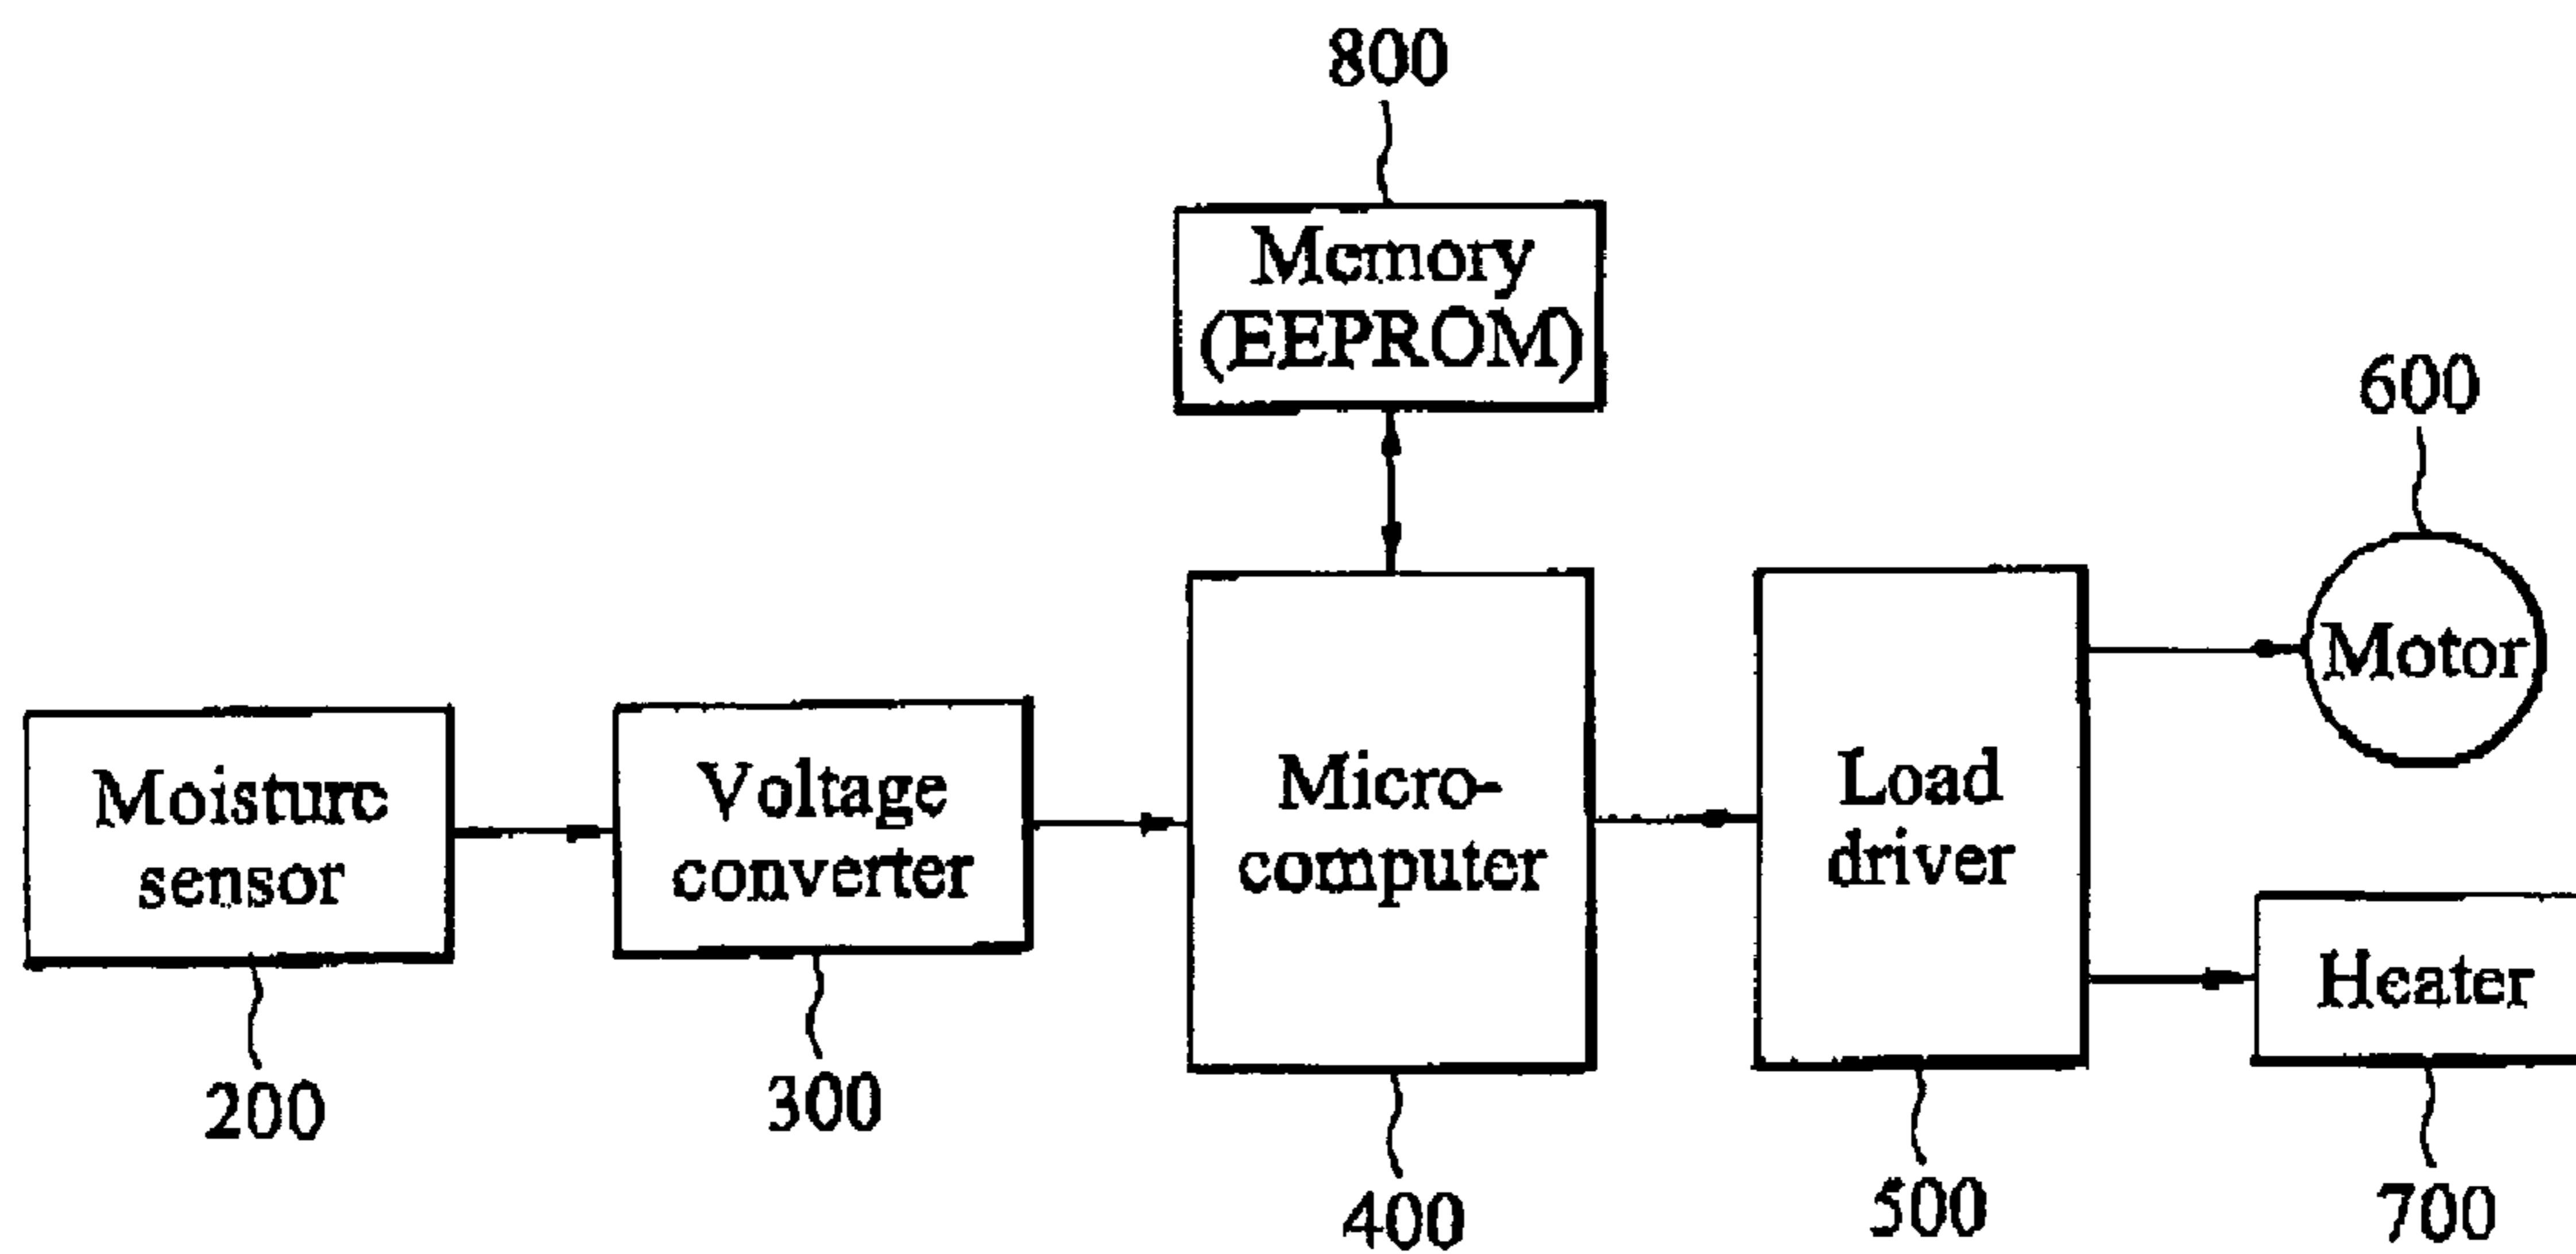 800
Memory
(EEPROM)
600
Motor
Moisture
sensor
Voltage
converter
Micro-
computer
Load
driver
Heater
200
300
400
500
700